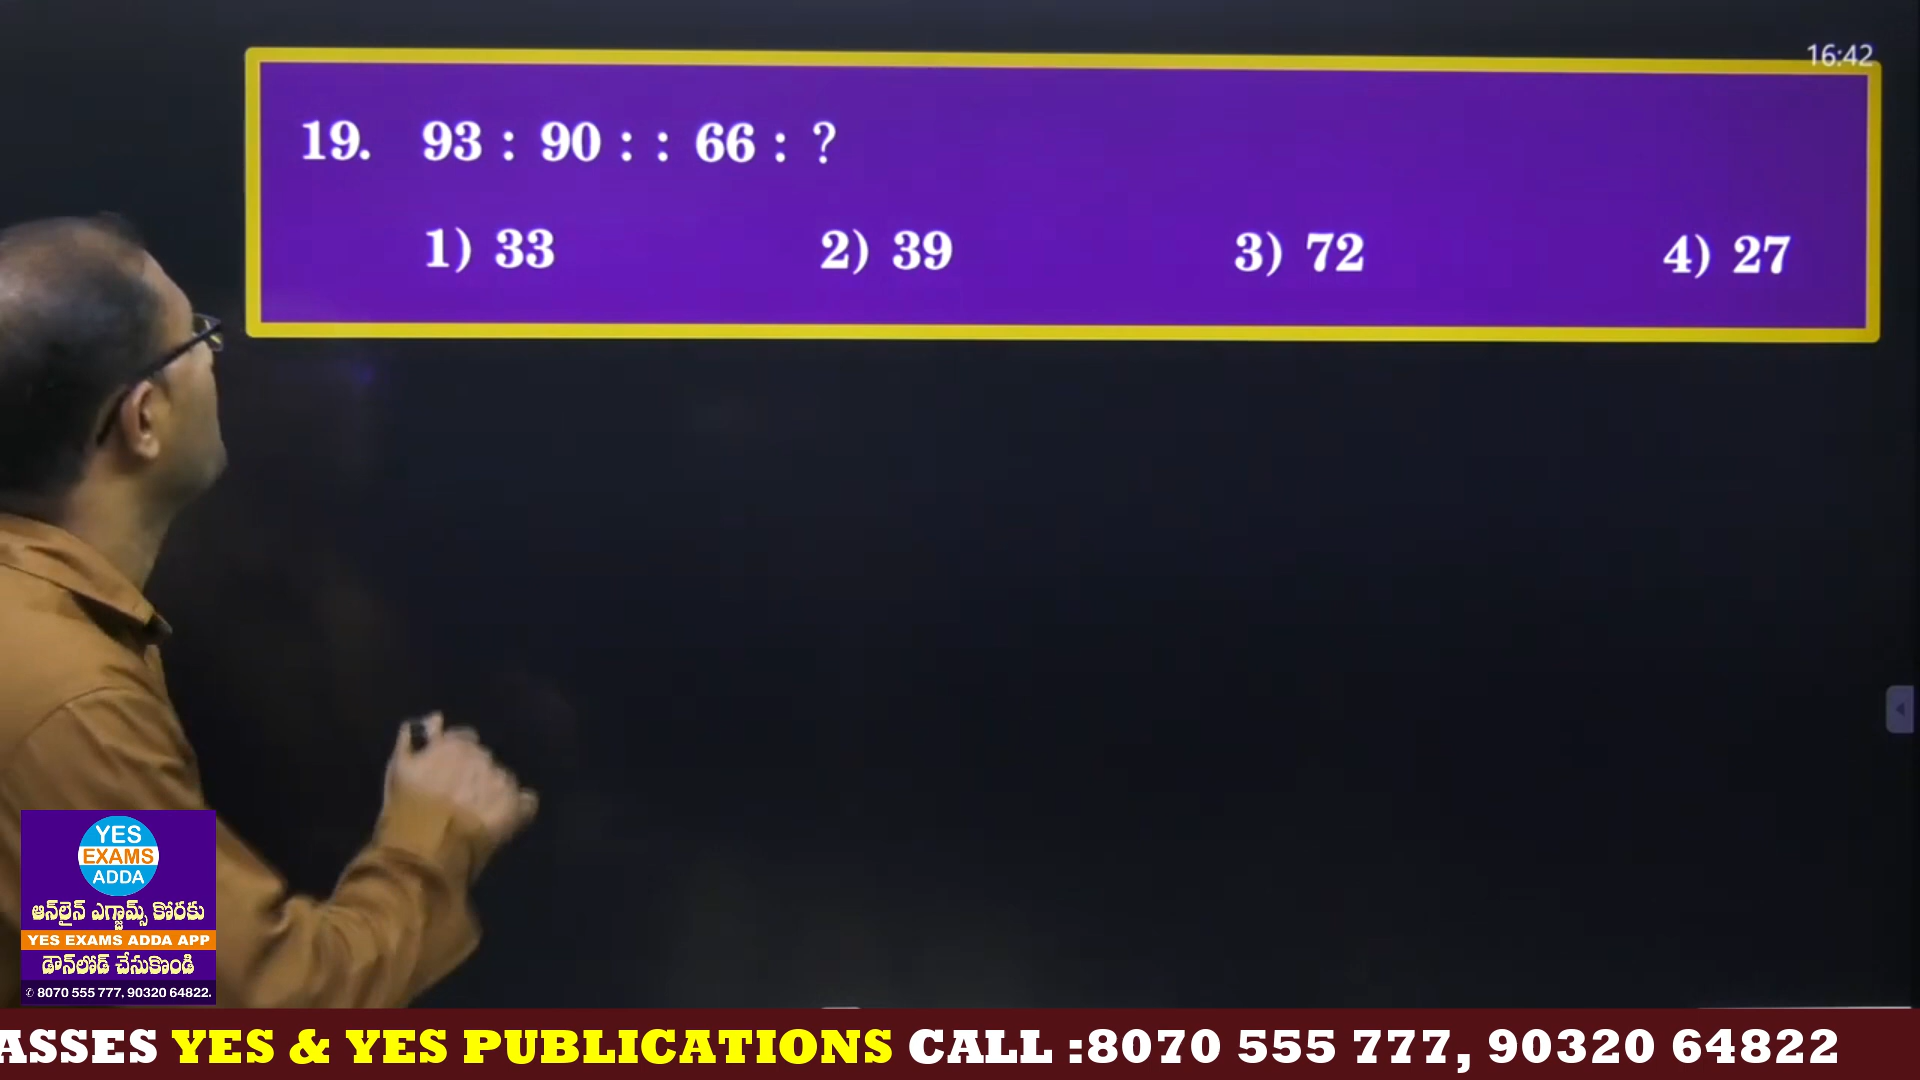 16:42
19. 93 : 90 : : 66 : ?
1) 33 2) 39 3) 72 4) 27
YES
EXAMS
ADDA
ఆన్‌లైన్ ఎగ్జామ్స్ కొరకు
YES EXAMS ADDA APP
డౌన్‌లోడ్ చేసుకొండి
✆ 8070 555 777, 90320 64822.
ASSES YES & YES PUBLICATIONS CALL :8070 555 777, 90320 64822